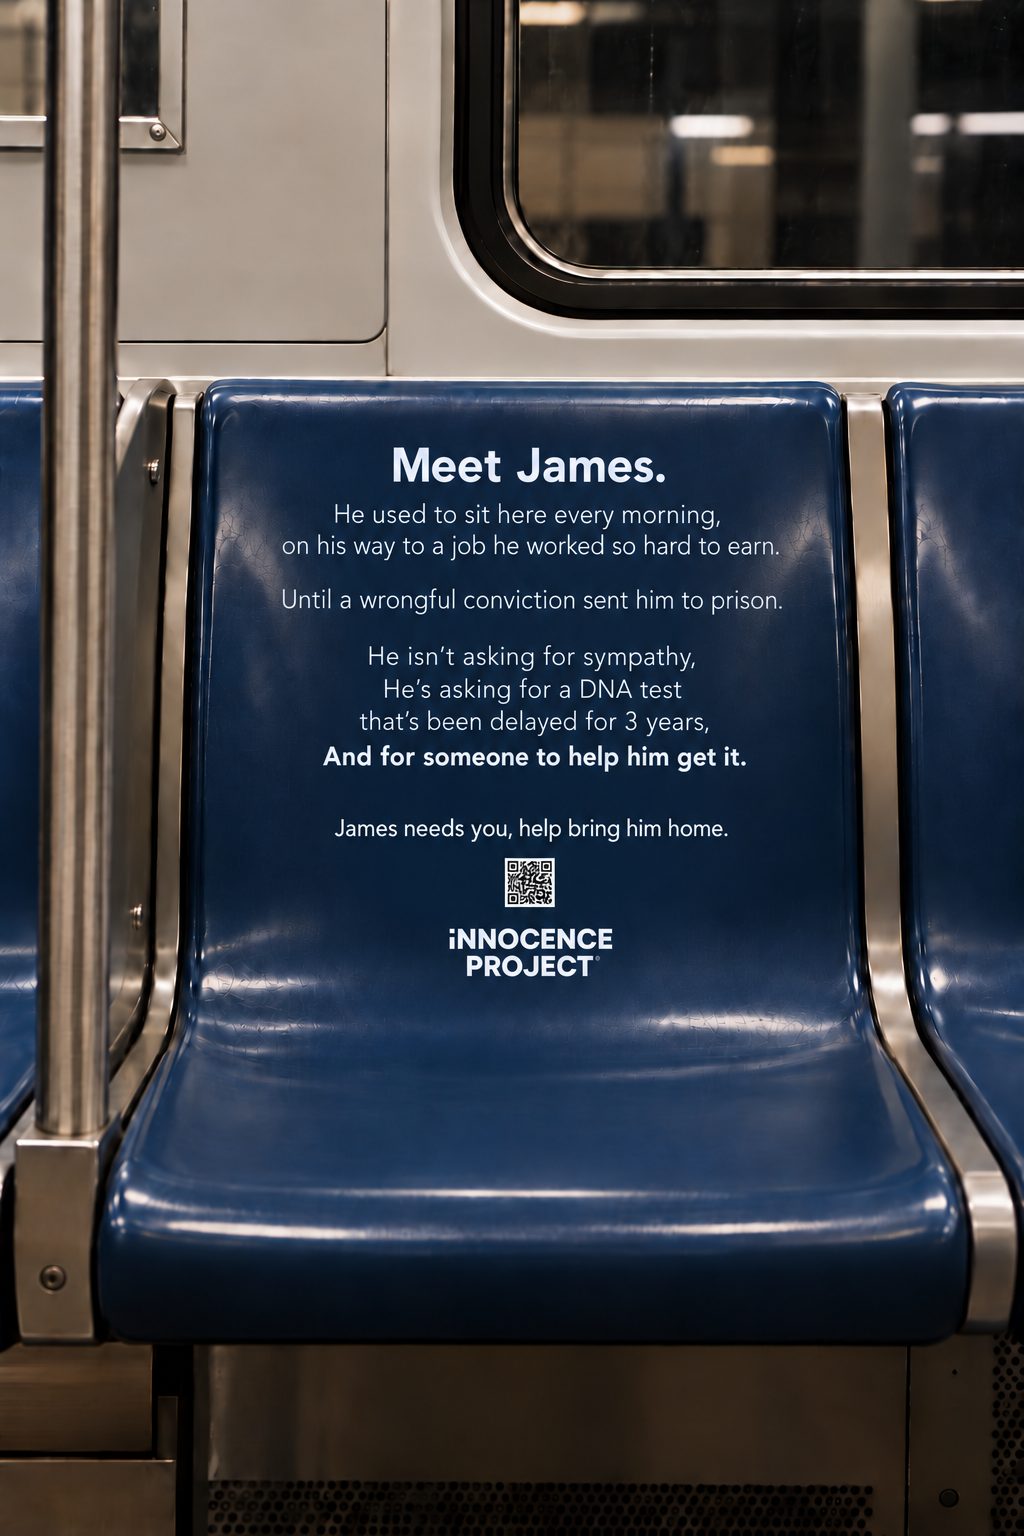 Meet James.
He used to sit here every morning,
on his way to a job he worked so hard to earn.
Until a wrongful conviction sent him to prison.
He isn't asking for sympathy,
He's asking for a DNA test
that's been delayed for 3 years,
And for someone to help him get it.
James needs you, help bring him home.
iNNOCENCE
PROJECT®